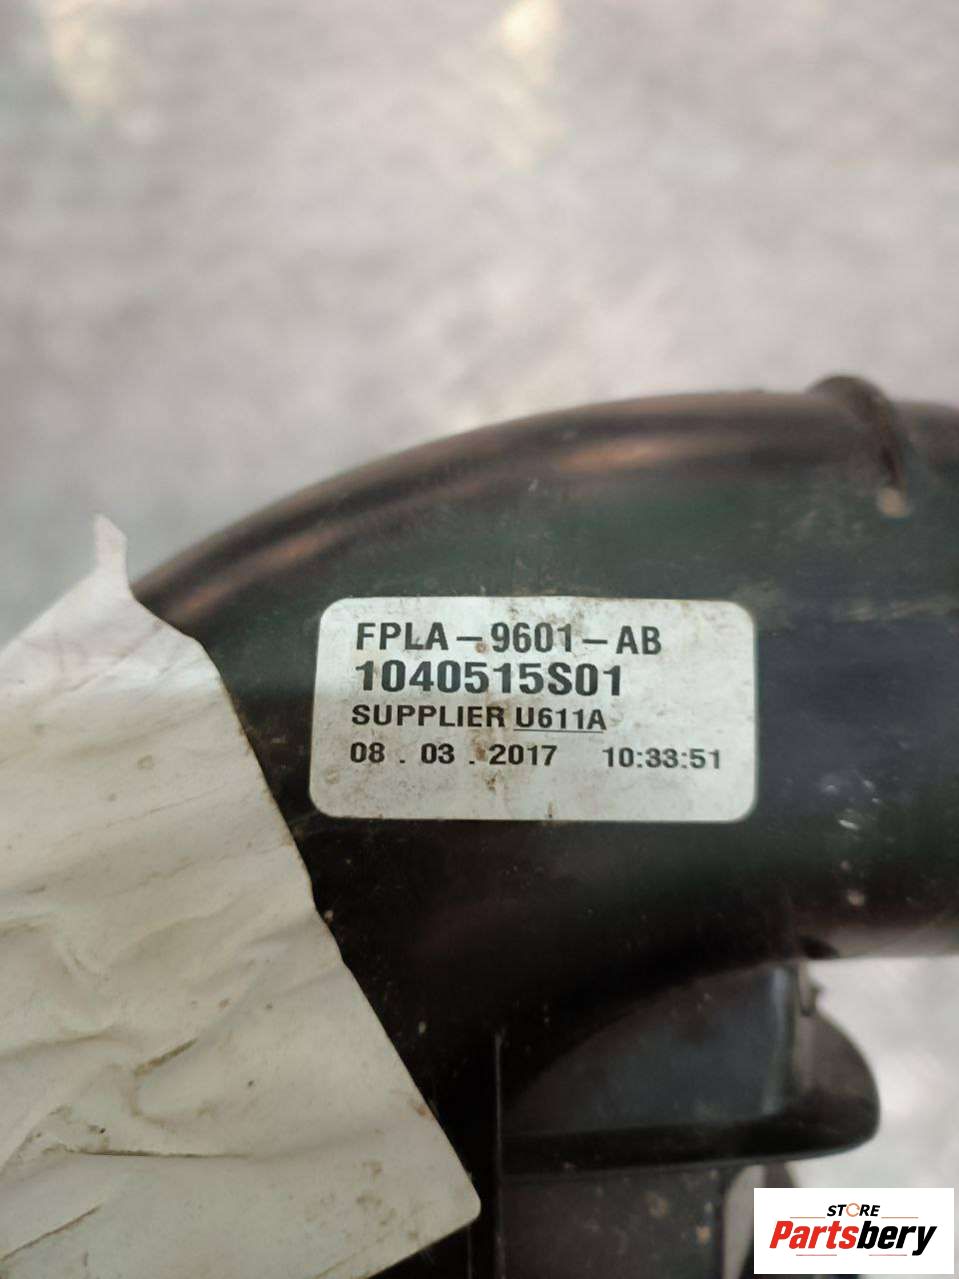 FPLA-9601-AB
1040515S01
SUPPLIER U611A
08 . 03 . 2017 10:33:51
STORE
Partsbery